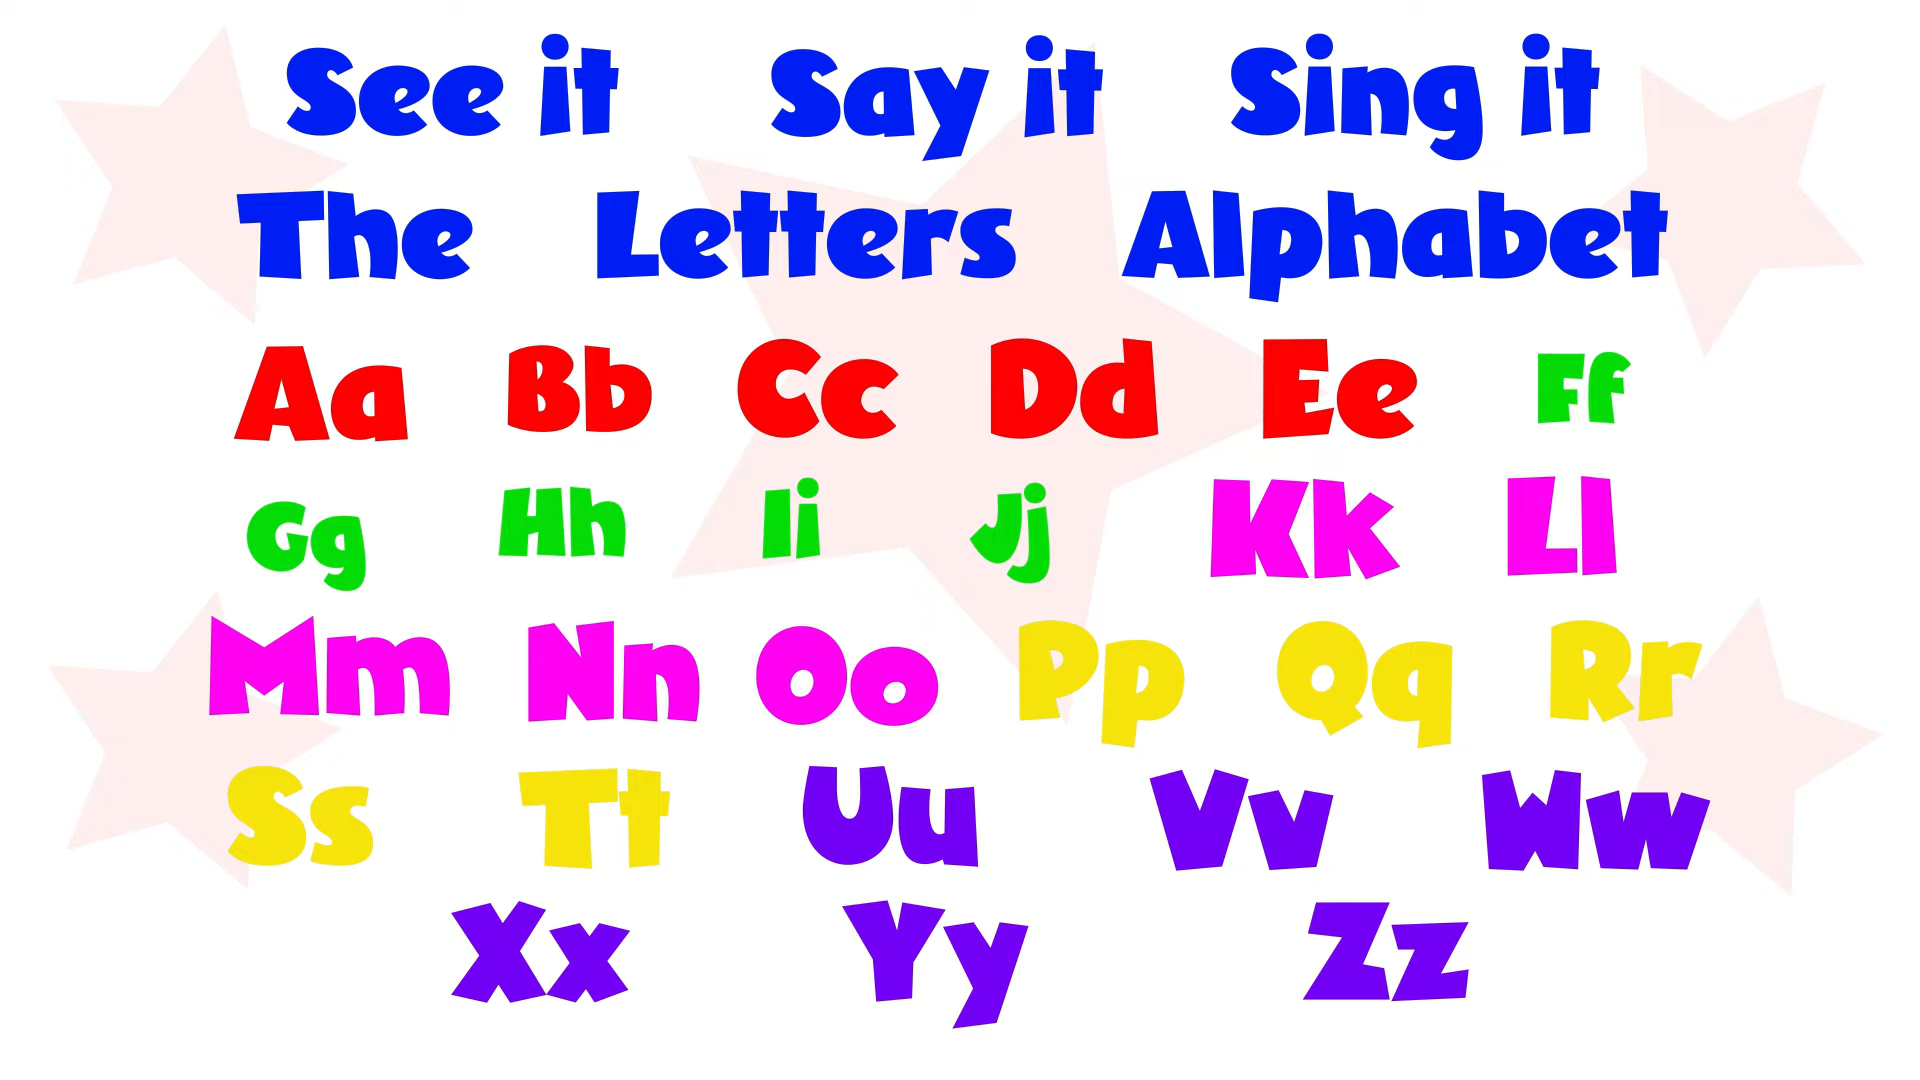 See it Say it Sing it
The Letters Alphabet
Aa Bb Cc Dd Ee Ff
Gg Hh Ii Jj Kk Ll
Mm Nn Oo Pp Qq Rr
Ss Tt Uu Vv Ww
Xx Yy Zz